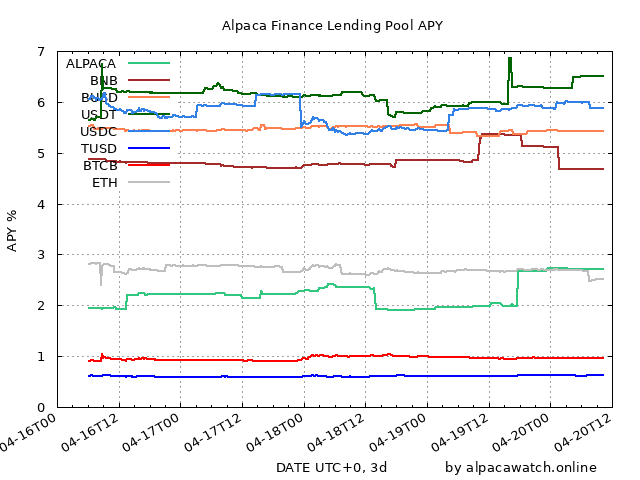 Alpaca Finance Lending Pool APY
7
6
5
4
3
2
1
0
APY %
ALPACA
BNB
BUSD
USDT
USDC
TUSD
BTCB
ETH
04-16T00
04-16T12
04-17T00
04-17T12
04-18T00
04-18T12
04-19T00
04-19T12
04-20T00
04-20T12
DATE UTC+0, 3d
by alpacawatch.online